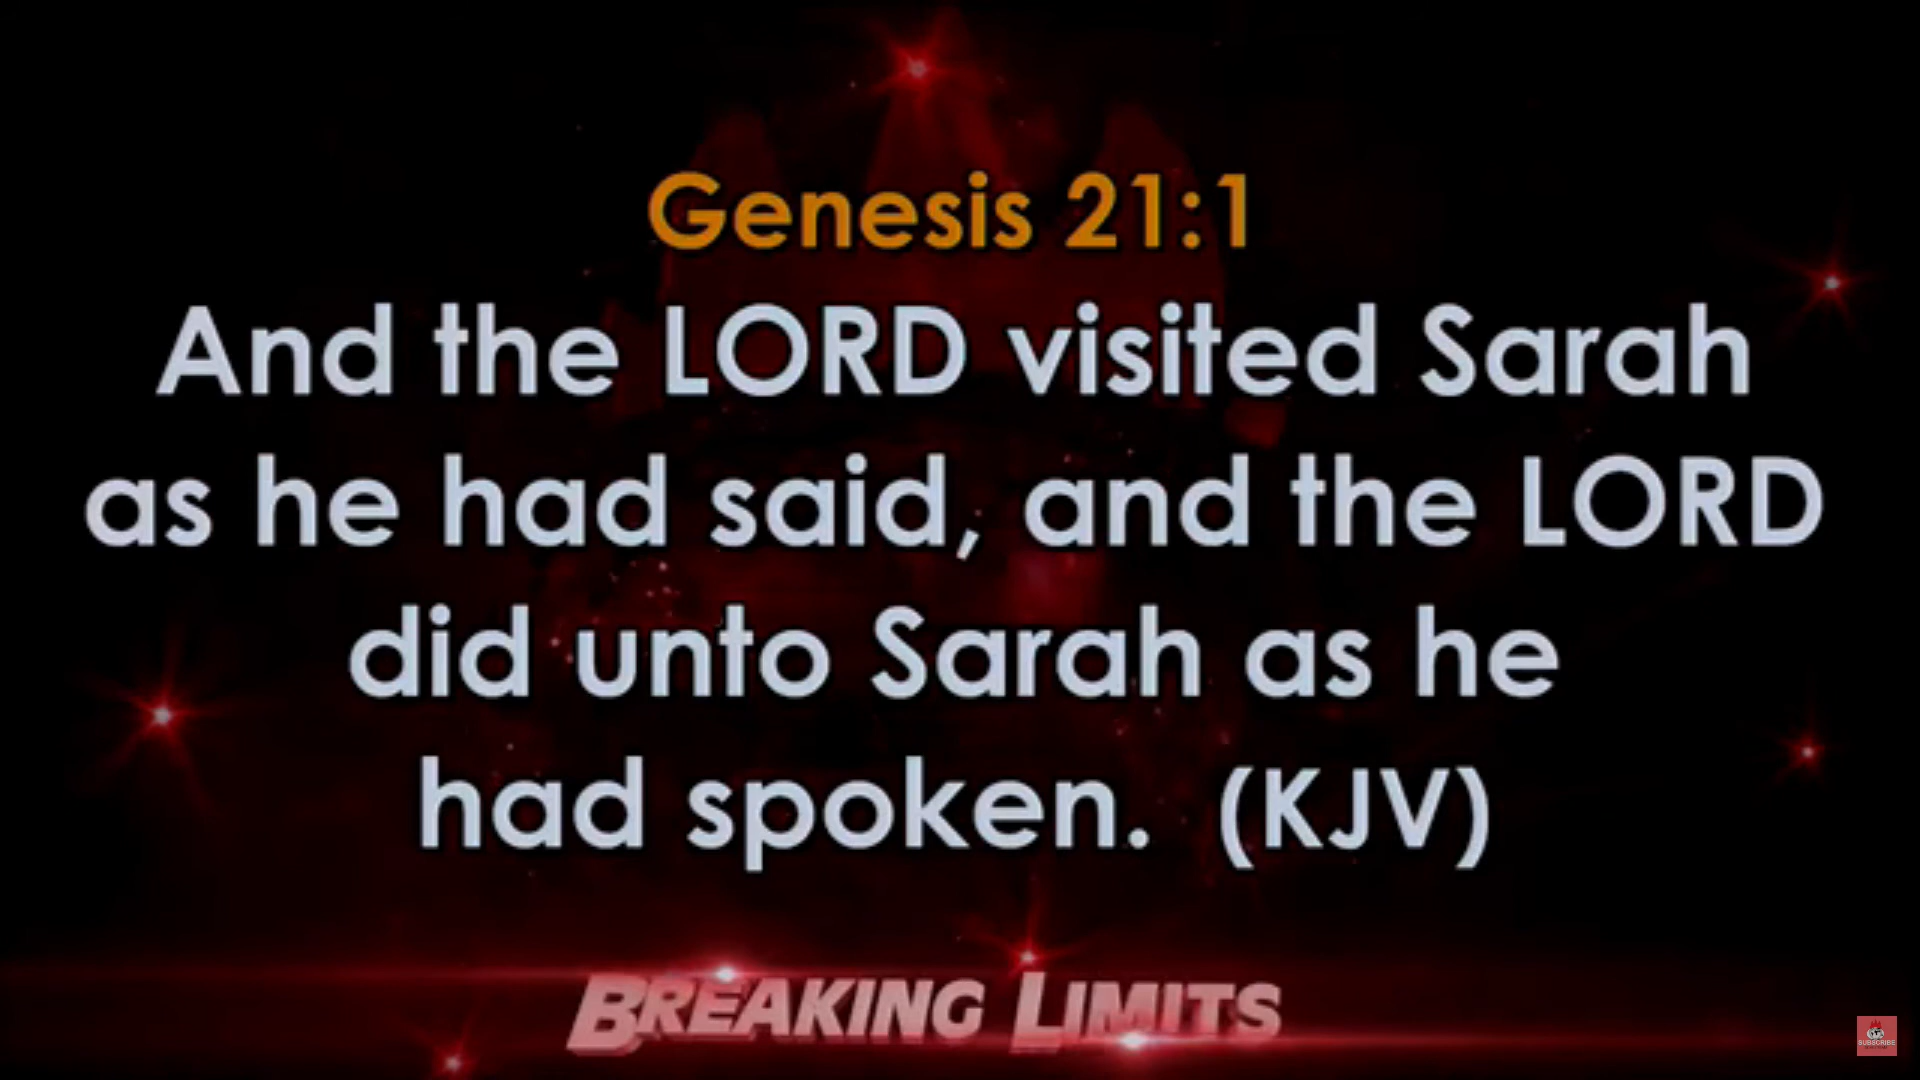 Genesis 21:1
And the LORD visited Sarah
as he had said, and the LORD
did unto Sarah as he
had spoken. (KJV)
BREAKING LIMITS
SUBSCRIBE